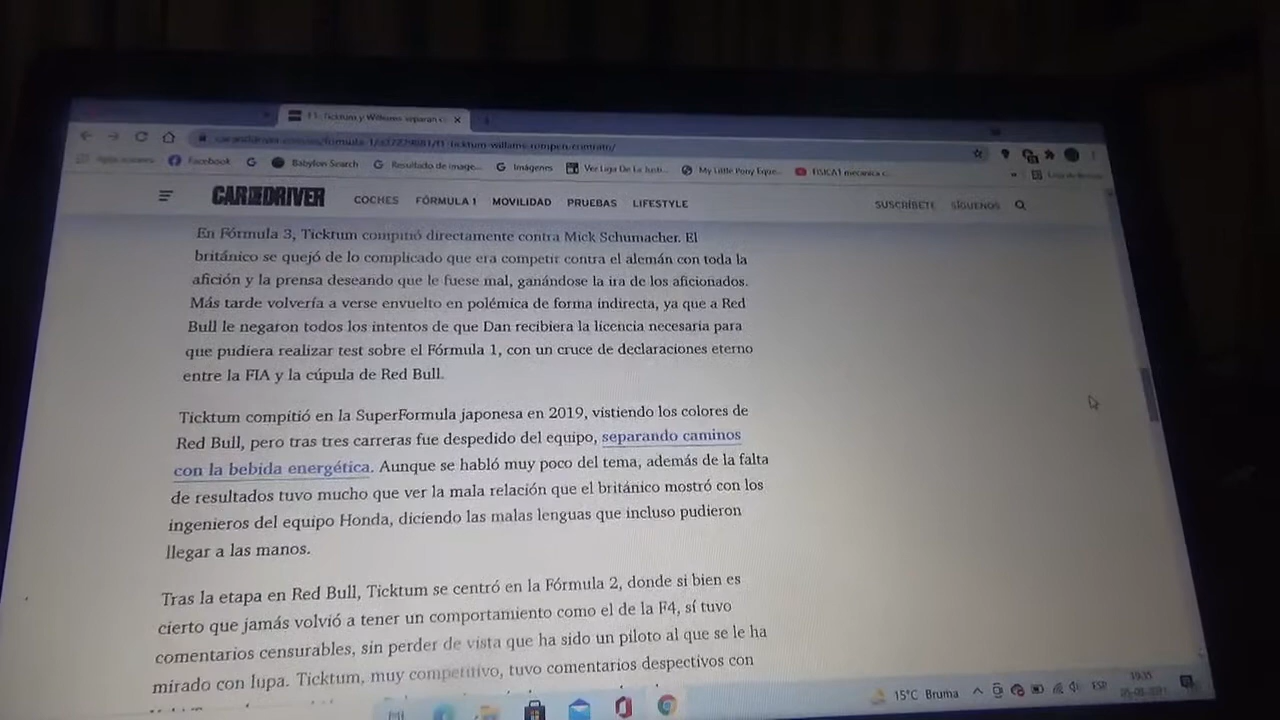 F1: Ticktum y Williams separan c
formula-1/
ticktum-williams-rompen-contrato/
Facebook
G
Babylon Search
Resultado de image...
Imágenes
Ver Liga De La Justi...
My Little Pony Eque...
FISICA1 mecanica c...
CAR AND DRIVER
COCHES
FÓRMULA 1
MOVILIDAD
PRUEBAS
LIFESTYLE
SUSCRÍBETE
SÍGUENOS
En Fórmula 3, Ticktum compitió directamente contra Mick Schumacher. El
británico se quejó de lo complicado que era competir contra el alemán con toda la
afición y la prensa deseando que le fuese mal, ganándose la ira de los aficionados.
Más tarde volvería a verse envuelto en polémica de forma indirecta, ya que a Red
Bull le negaron todos los intentos de que Dan recibiera la licencia necesaria para
que pudiera realizar test sobre el Fórmula 1, con un cruce de declaraciones eterno
entre la FIA y la cúpula de Red Bull.
Ticktum compitió en la SuperFormula japonesa en 2019, vistiendo los colores de
Red Bull, pero tras tres carreras fue despedido del equipo, separando caminos
con la bebida energética. Aunque se habló muy poco del tema, además de la falta
de resultados tuvo mucho que ver la mala relación que el británico mostró con los
ingenieros del equipo Honda, diciendo las malas lenguas que incluso pudieron
llegar a las manos.
Tras la etapa en Red Bull, Ticktum se centró en la Fórmula 2, donde si bien es
cierto que jamás volvió a tener un comportamiento como el de la F4, sí tuvo
comentarios censurables, sin perder de vista que ha sido un piloto al que se le ha
mirado con lupa. Ticktum, muy competitivo, tuvo comentarios despectivos con
15°C Bruma
ESP
19:35